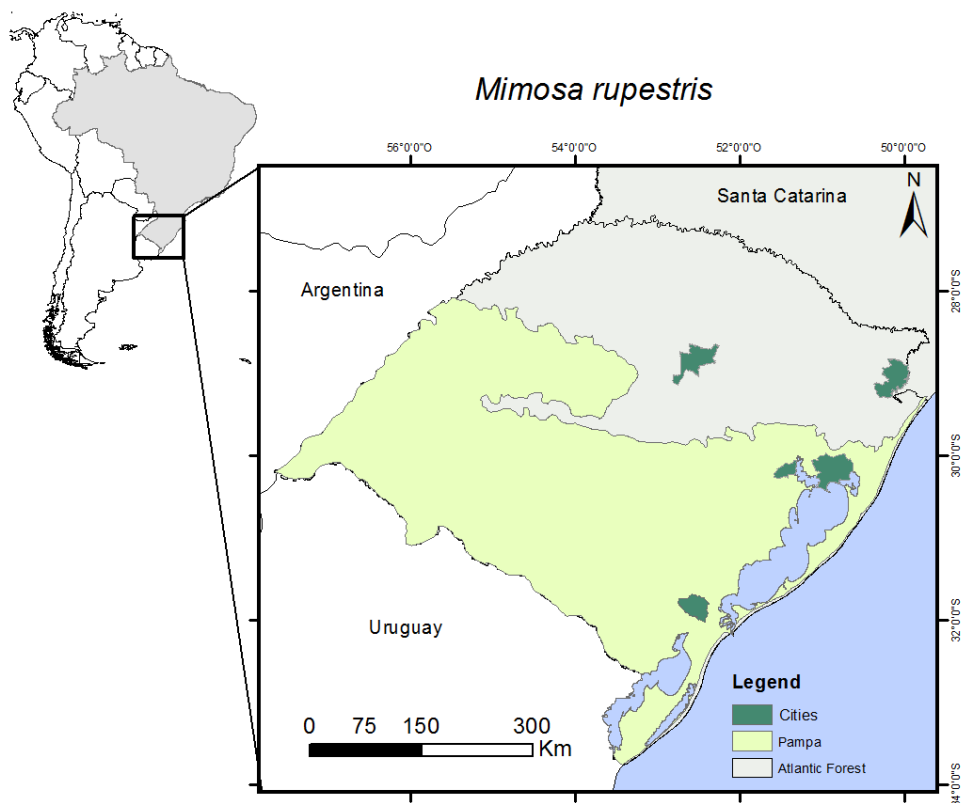 Mimosa rupestris
56°0'0"O
54°0'0"O
52°0'0"O
50°0'0"O
Santa Catarina
N
Argentina
28°0'0"S
30°0'0"S
Uruguay
32°0'0"S
Legend
Cities
Pampa
Atlantic Forest
0 75 150 300
Km
34°0'0"S